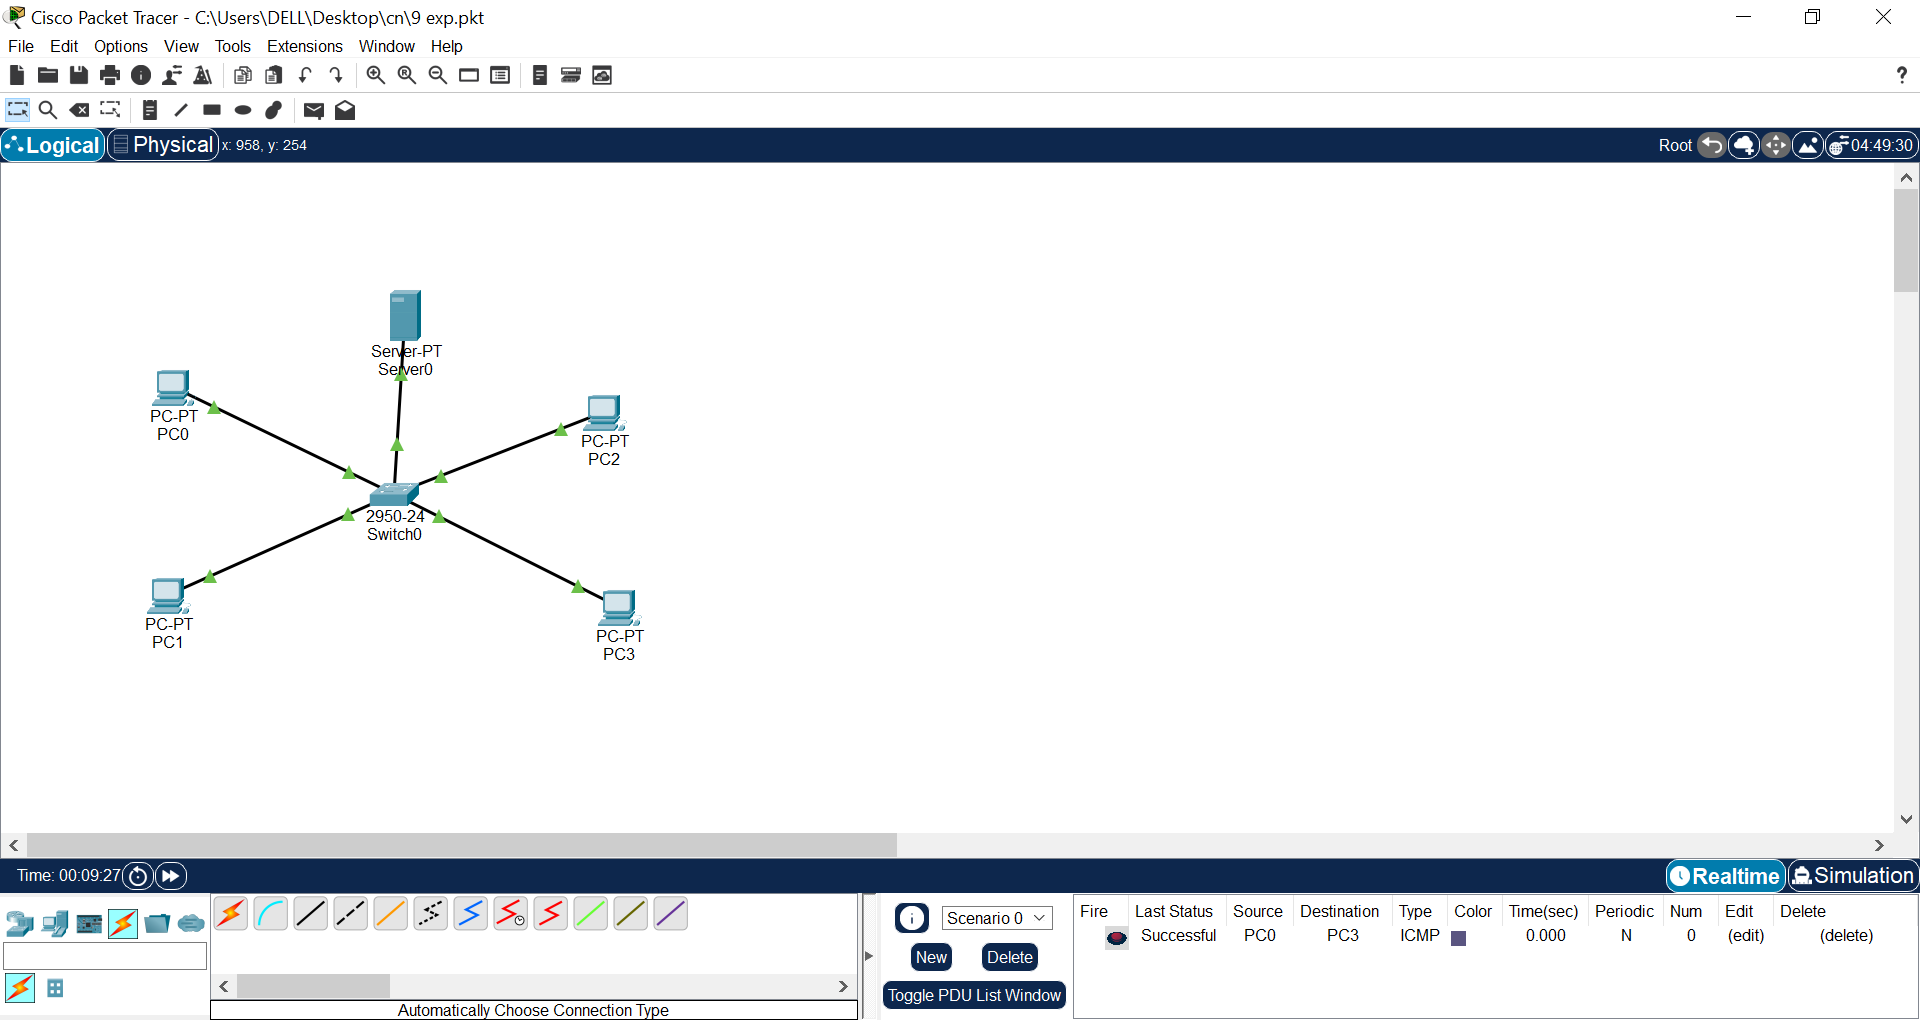 Cisco Packet Tracer - C:\Users\DELL\Desktop\cn\9 exp.pkt
File Edit Options View Tools Extensions Window Help
?
Logical Physical x: 958, y: 254 Root 04:49:30
Server-PT
Server0
PC-PT
PC0
PC-PT
PC2
2950-24
Switch0
PC-PT
PC1
PC-PT
PC3
Time: 00:09:27 Realtime Simulation
Scenario 0
New Delete
Toggle PDU List Window
Fire Last Status Source Destination Type Color Time(sec) Periodic Num Edit Delete
Successful PC0 PC3 ICMP 0.000 N 0 (edit) (delete)
Automatically Choose Connection Type